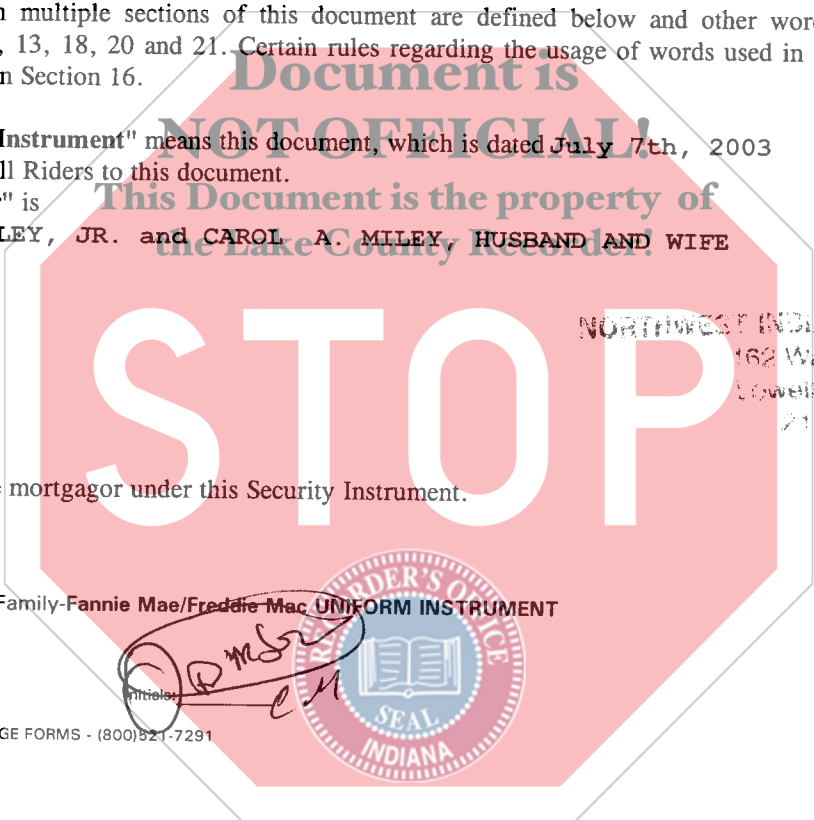 multiple sections of this document are defined below and other
, 13, 18, 20 and 21. Certain rules regarding the usage of words used in
n Section 16.
Document is
NOT OFFICIAL!
This Document is the property of
the Lake County Recorder!
Instrument" means this document, which is dated July 7th, 2003
ll Riders to this document.
" is
LEY, JR. and CAROL A. MILEY, HUSBAND AND WIFE
NORTHWEST
162
STOP
mortgagor under this Security Instrument.
Family-Fannie Mae/Freddie Mac UNIFORM INSTRUMENT
Initials:
CM
RECORDER'S OFFICE
SEAL
INDIANA
GE FORMS - (800)521-7291